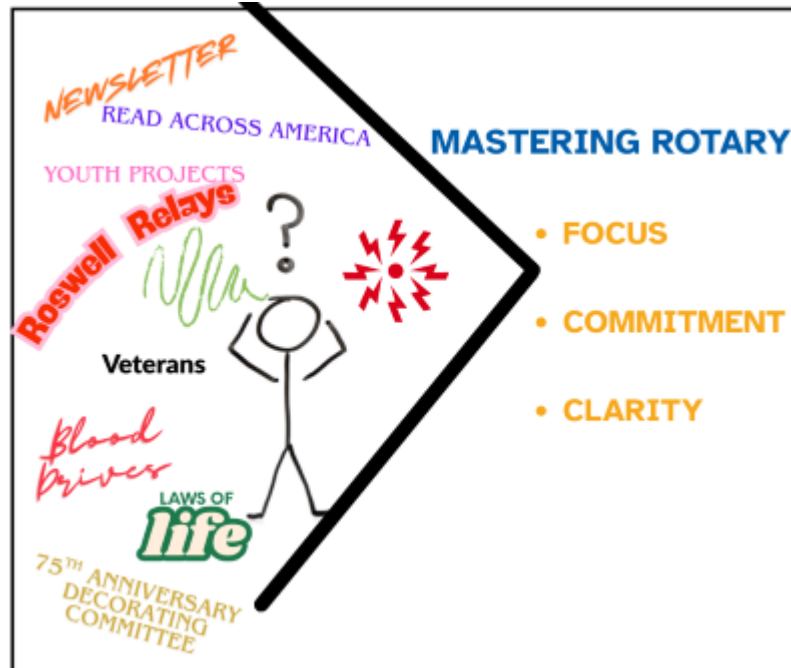 NEWSLETTER
READ ACROSS AMERICA
YOUTH PROJECTS
Roswell Relays
?
Veterans
Blood
Drives
LAWS OF
life
75TH ANNIVERSARY
DECORATING
COMMITTEE
MASTERING ROTARY
• FOCUS
• COMMITMENT
• CLARITY